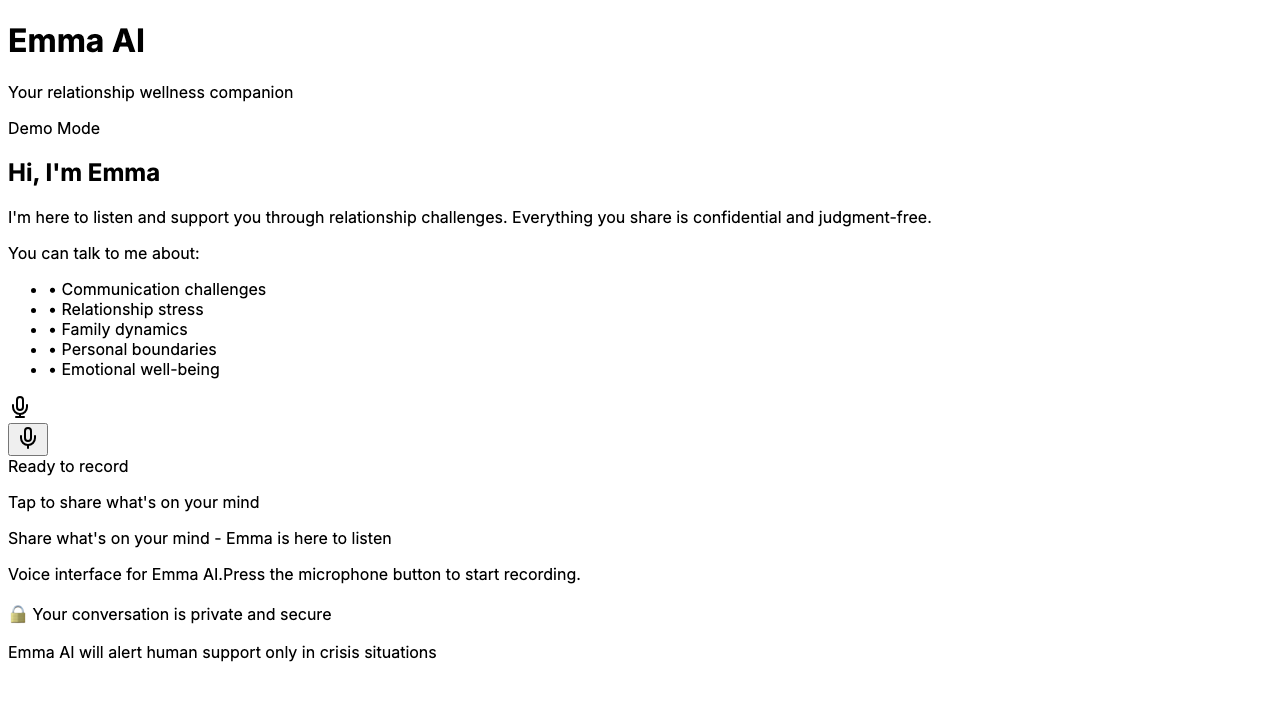 Emma AI
Your relationship wellness companion
Demo Mode
Hi, I'm Emma
I'm here to listen and support you through relationship challenges. Everything you share is confidential and judgment-free.
You can talk to me about:
• • Communication challenges
• • Relationship stress
• • Family dynamics
• • Personal boundaries
• • Emotional well-being
Ready to record
Tap to share what's on your mind
Share what's on your mind - Emma is here to listen
Voice interface for Emma AI.Press the microphone button to start recording.
🔒 Your conversation is private and secure
Emma AI will alert human support only in crisis situations